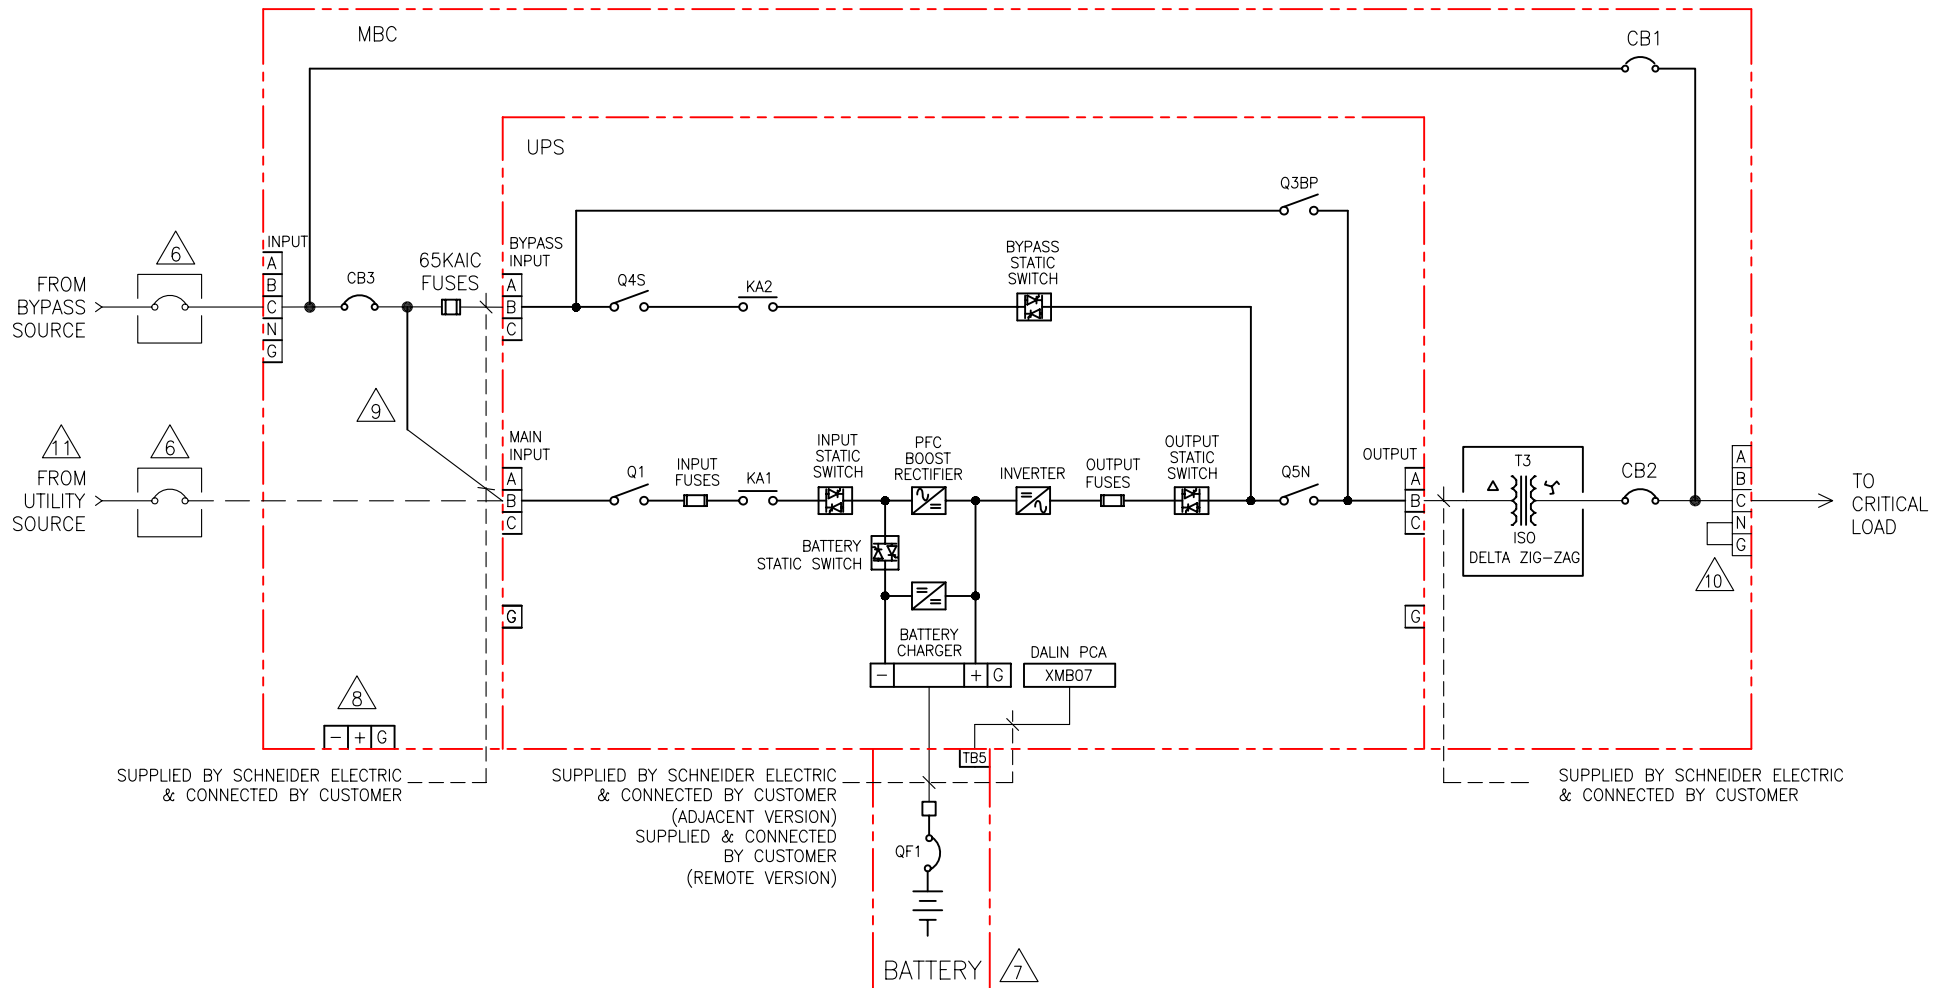 MBC
CB1
UPS
Q3BP
6
INPUT
A
B
C
N
G
FROM
BYPASS
SOURCE
CB3
65KAIC
FUSES
BYPASS
INPUT
A
B
C
Q4S
KA2
BYPASS
STATIC
SWITCH
9
11
6
FROM
UTILITY
SOURCE
MAIN
INPUT
A
B
C
Q1
INPUT
FUSES
KA1
INPUT
STATIC
SWITCH
PFC
BOOST
RECTIFIER
INVERTER
OUTPUT
FUSES
OUTPUT
STATIC
SWITCH
Q5N
OUTPUT
A
B
C
T3
ISO
DELTA ZIG-ZAG
CB2
A
B
C
N
G
TO
CRITICAL
LOAD
10
BATTERY
STATIC SWITCH
G
G
BATTERY
CHARGER
- + G
DALIN PCA
XMB07
8
- + G
TB5
SUPPLIED BY SCHNEIDER ELECTRIC
& CONNECTED BY CUSTOMER
SUPPLIED BY SCHNEIDER ELECTRIC
& CONNECTED BY CUSTOMER
(ADJACENT VERSION)
SUPPLIED & CONNECTED
BY CUSTOMER
(REMOTE VERSION)
SUPPLIED BY SCHNEIDER ELECTRIC
& CONNECTED BY CUSTOMER
QF1
BATTERY
7